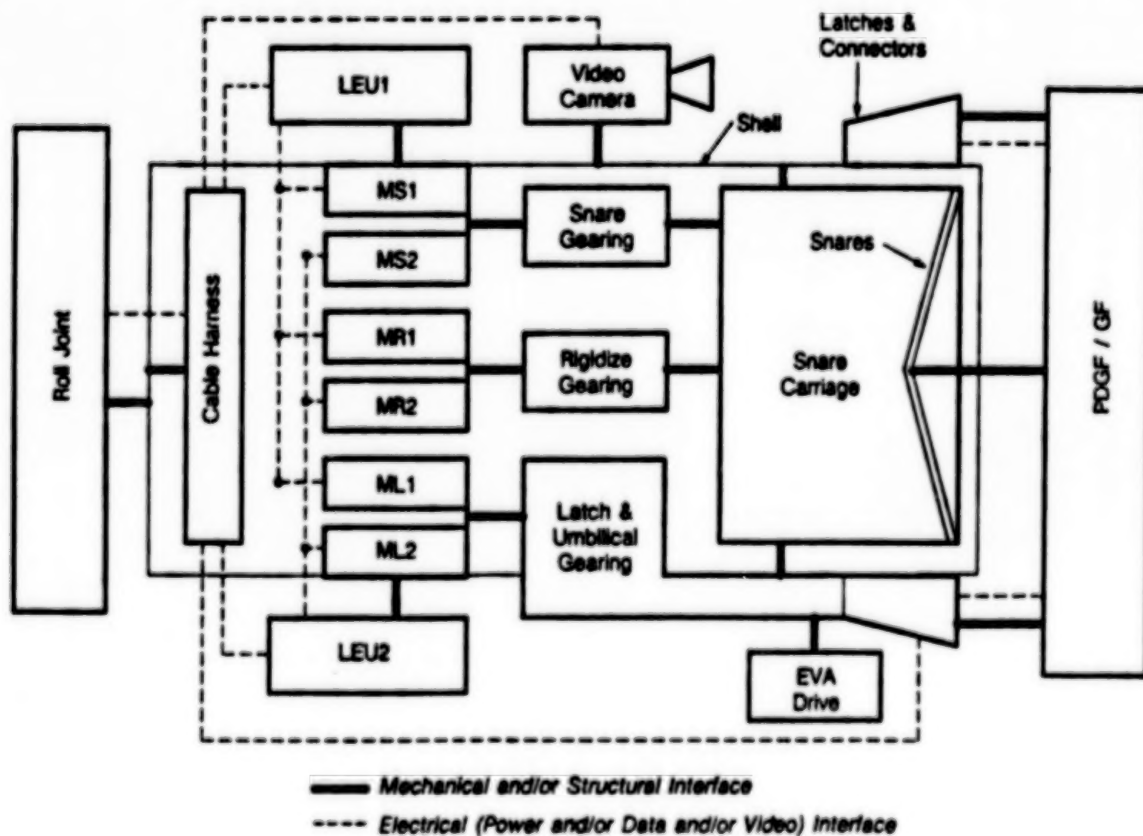 Latches &
Connectors
LEU1
Video
Camera
Shell
MS1
Snare
Gearing
Snares
MS2
Roll Joint
Cable Harness
MR1
Rigidize
Gearing
Snare
Carriage
PDGF / GF
MR2
ML1
Latch &
Umbilical
Gearing
ML2
LEU2
EVA
Drive
Mechanical and/or Structural Interface
Electrical (Power and/or Data and/or Video) Interface